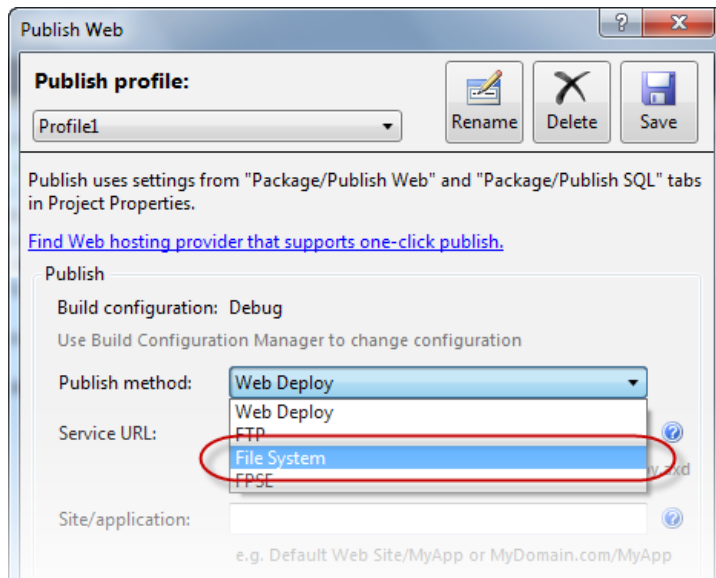 Publish Web
Publish profile:
Profile1
Rename
Delete
Save
Publish uses settings from "Package/Publish Web" and "Package/Publish SQL" tabs
in Project Properties.
Find Web hosting provider that supports one-click publish.
Publish
Build configuration: Debug
Use Build Configuration Manager to change configuration
Publish method: Web Deploy
Web Deploy
Service URL:
FTP
File System
FPSE
Site/application:
e.g. Default Web Site/MyApp or MyDomain.com/MyApp